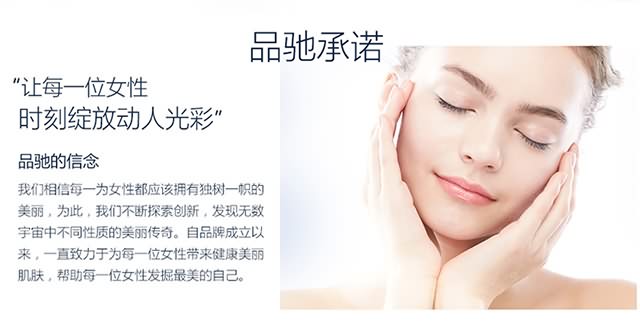 品驰承诺
“让每一位女性
时刻绽放动人光彩”
品驰的信念
我们相信每一为女性都应该拥有独树一帜的
美丽，为此，我们不断探索创新，发现无数
宇宙中不同性质的美丽传奇。自品牌成立以
来，一直致力于为每一位女性带来健康美丽
肌肤，帮助每一位女性发掘最美的自己。